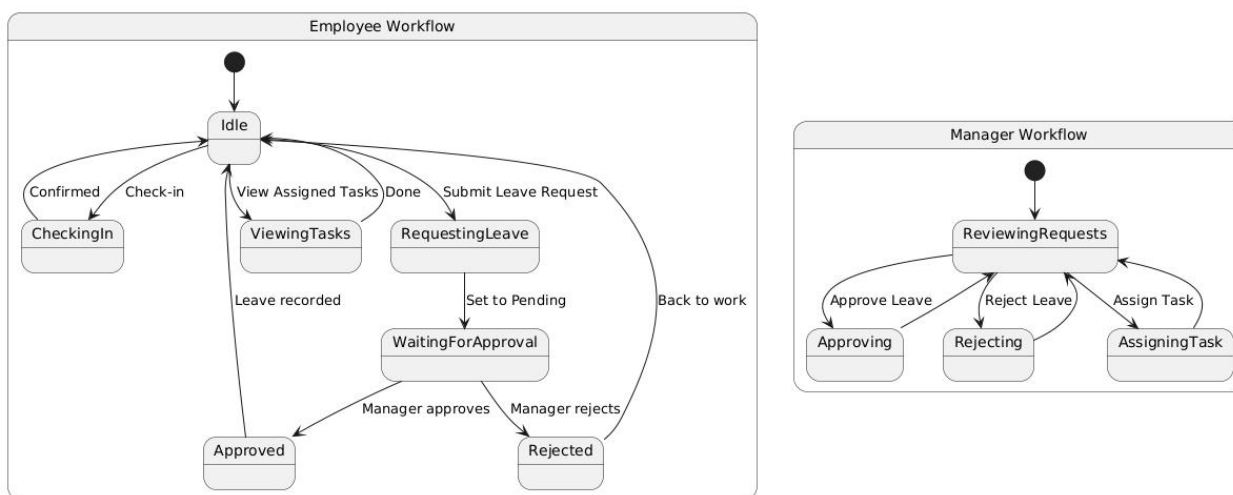 Employee Workflow
Idle
Confirmed
Check-in
View Assigned Tasks
Done
Submit Leave Request
CheckingIn
ViewingTasks
RequestingLeave
Leave recorded
Set to Pending
Back to work
WaitingForApproval
Manager approves
Manager rejects
Approved
Rejected
Manager Workflow
ReviewingRequests
Approve Leave
Reject Leave
Assign Task
Approving
Rejecting
AssigningTask